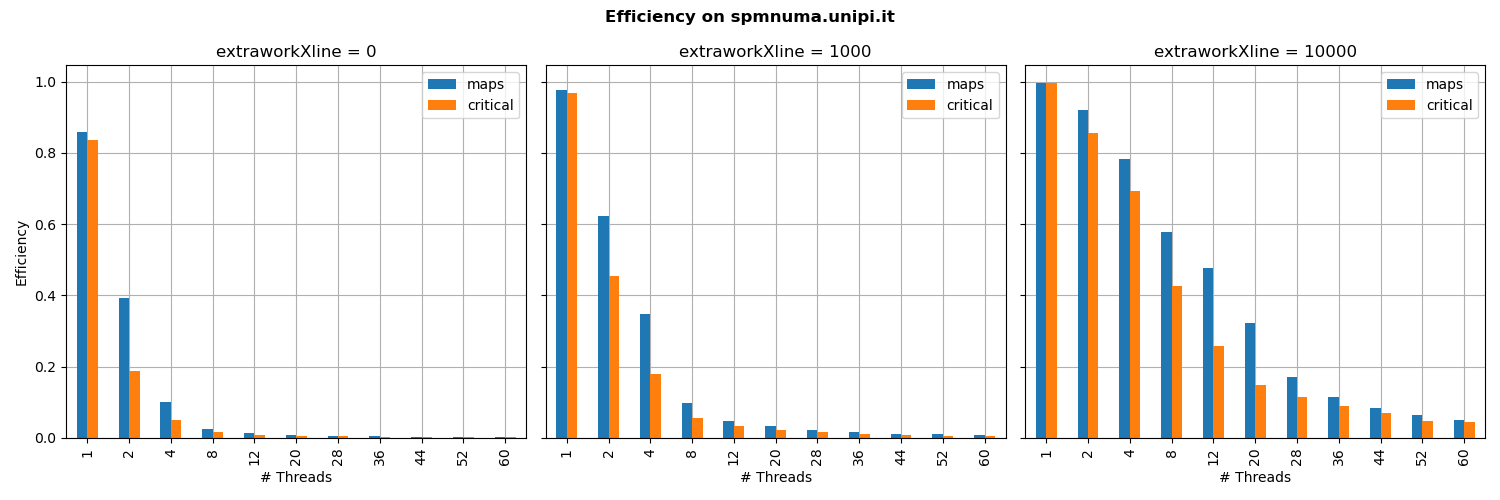 Efficiency on spmnuma.unipi.it
extraworkXline = 0
extraworkXline = 1000
extraworkXline = 10000
maps
critical
maps
critical
maps
critical
Efficiency
1.0
0.8
0.6
0.4
0.2
0.0
1 2 4 8 12 20 28 36 44 52 60
1 2 4 8 12 20 28 36 44 52 60
1 2 4 8 12 20 28 36 44 52 60
# Threads
# Threads
# Threads